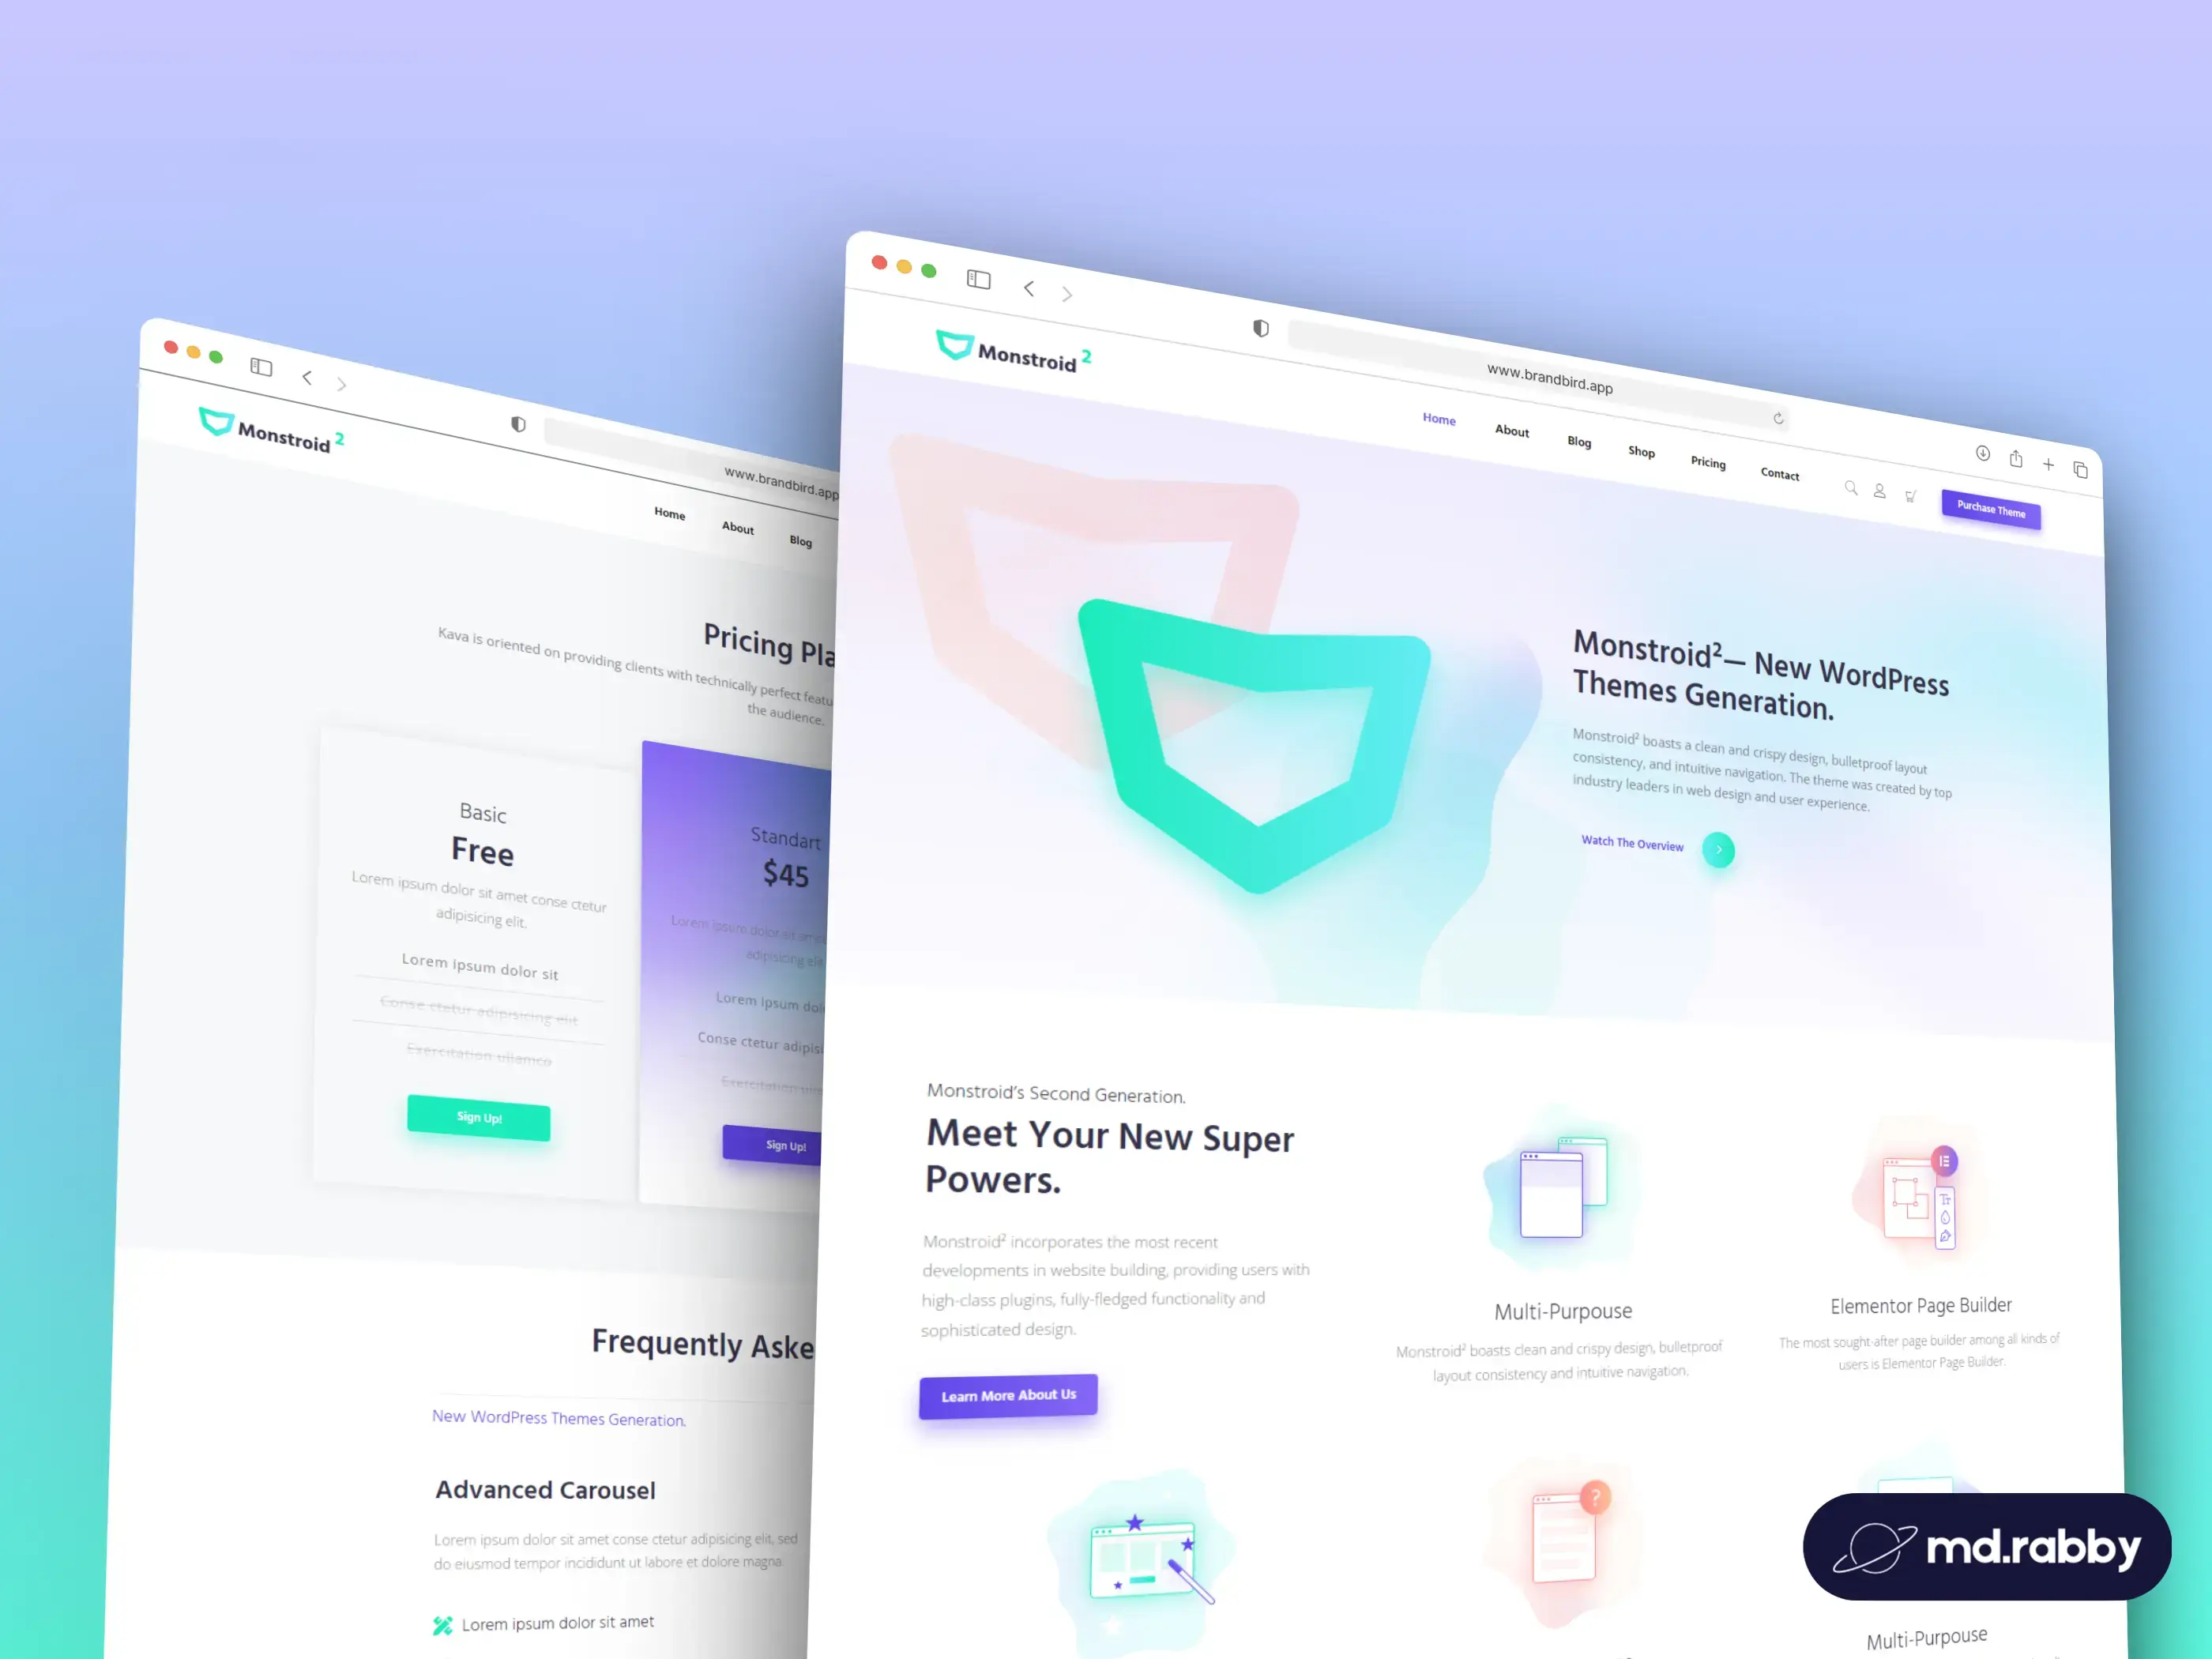 Monstroid 2
www.brandbird.app
Home About Blog
Pricing Pla
Kava is oriented on providing clients with technically perfect featu
the audience.
Basic
Free
Lorem ipsum dolor sit amet conse ctetur
adipisicing elit.
Lorem ipsum dolor sit
Conse ctetur adipisicing elit
Exercitation ullamco
Sign Up!
Standart
$45
Lorem ipsum dolor sit ame
adipisicing elit
Lorem ipsum dol
Conse ctetur adipisi
Exercitation ull
Sign Up!
Frequently Aske
New WordPress Themes Generation.
Advanced Carousel
Lorem ipsum dolor sit amet conse ctetur adipisicing elit, sed
do eiusmod tempor incididunt ut labore et dolore magna.
Lorem ipsum dolor sit amet
www.brandbird.app
Monstroid 2
Home About Blog Shop Pricing Contact
Purchase Theme
Monstroid²— New WordPress
Themes Generation.
Monstroid² boasts a clean and crispy design, bulletproof layout
consistency, and intuitive navigation. The theme was created by top
industry leaders in web design and user experience.
Watch The Overview
Monstroid’s Second Generation.
Meet Your New Super
Powers.
Monstroid² incorporates the most recent
developments in website building, providing users with
high-class plugins, fully-fledged functionality and
sophisticated design.
Learn More About Us
Multi-Purpouse
Monstroid² boasts clean and crispy design, bulletproof
layout consistency and intuitive navigation.
Tt
Elementor Page Builder
The most sought-after page builder among all kinds of
users is Elementor Page Builder.
?
Multi-Purpouse
md.rabby